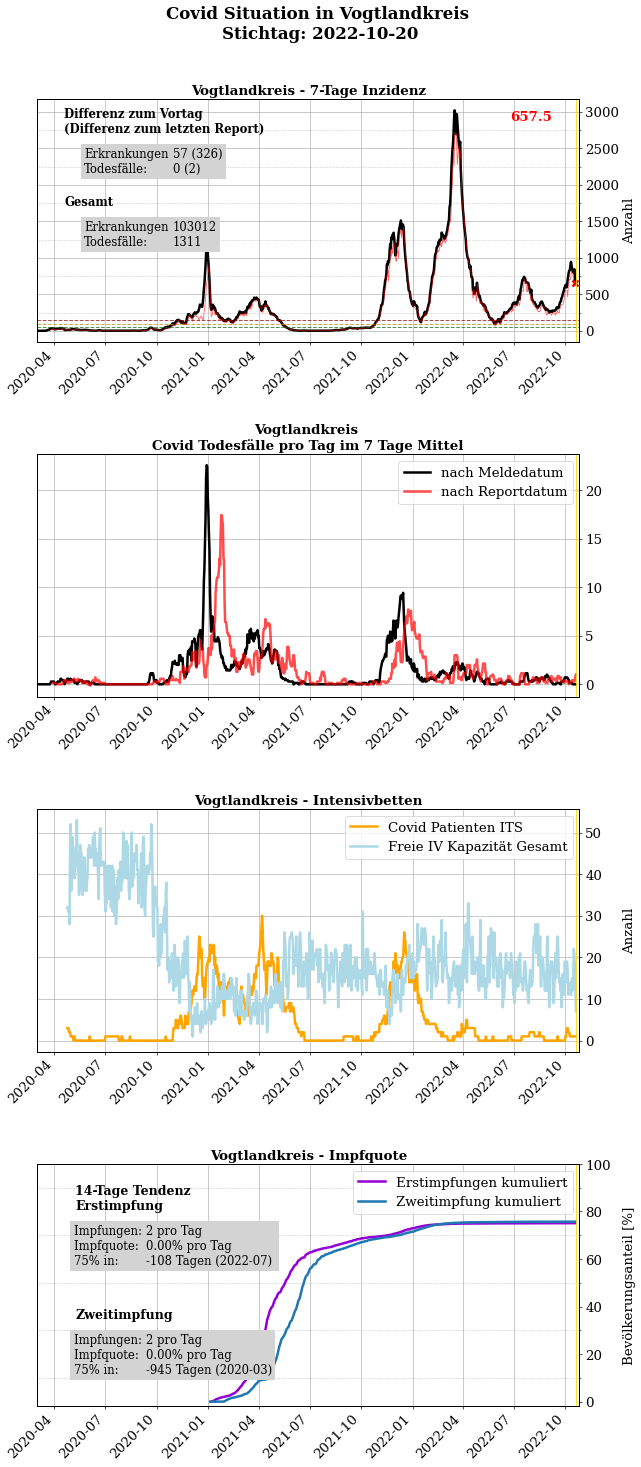 Covid Situation in Vogtlandkreis
Stichtag: 2022-10-20
Vogtlandkreis - 7-Tage Inzidenz
Differenz zum Vortag
(Differenz zum letzten Report)
Erkrankungen 57 (326)
Todesfälle: 0 (2)
Gesamt
Erkrankungen 103012
Todesfälle: 1311
657.5
3000
2500
2000
1500
1000
500
0
Anzahl
2020-04 2020-07 2020-10 2021-01 2021-04 2021-07 2021-10 2022-01 2022-04 2022-07 2022-10
Vogtlandkreis
Covid Todesfälle pro Tag im 7 Tage Mittel
nach Meldedatum
nach Reportdatum
20
15
10
5
0
2020-04 2020-07 2020-10 2021-01 2021-04 2021-07 2021-10 2022-01 2022-04 2022-07 2022-10
Vogtlandkreis - Intensivbetten
Covid Patienten ITS
Freie IV Kapazität Gesamt
50
40
30
20
10
0
Anzahl
2020-04 2020-07 2020-10 2021-01 2021-04 2021-07 2021-10 2022-01 2022-04 2022-07 2022-10
Vogtlandkreis - Impfquote
14-Tage Tendenz
Erstimpfung
Impfungen: 2 pro Tag
Impfquote: 0.00% pro Tag
75% in: -108 Tagen (2022-07)
Zweitimpfung
Impfungen: 2 pro Tag
Impfquote: 0.00% pro Tag
75% in: -945 Tagen (2020-03)
Erstimpfungen kumuliert
Zweitimpfung kumuliert
100
80
60
40
20
0
Bevölkerungsanteil [%]
2020-04 2020-07 2020-10 2021-01 2021-04 2021-07 2021-10 2022-01 2022-04 2022-07 2022-10